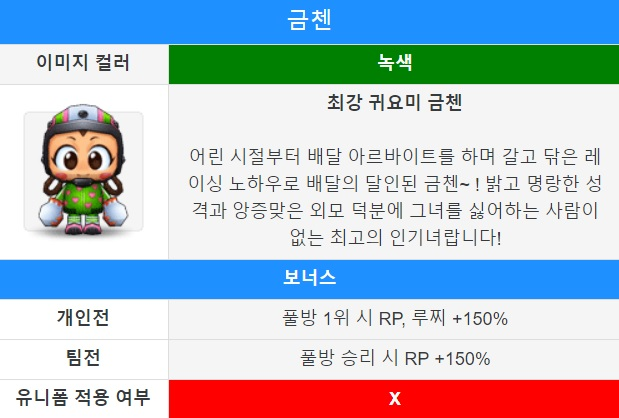 금첸
이미지 컬러
녹색
최강 귀요미 금첸
어린 시절부터 배달 아르바이트를 하며 갈고 닦은 레
이싱 노하우로 배달의 달인된 금첸~ ! 밝고 명랑한 성
격과 앙증맞은 외모 덕분에 그녀를 싫어하는 사람이
없는 최고의 인기녀랍니다!
보너스
개인전
풀방 1위 시 RP, 루찌 +150%
팀전
풀방 승리 시 RP +150%
유니폼 적용 여부
X